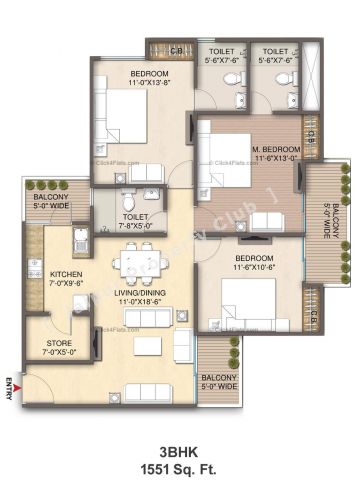 C.B.
TOILET
5'-6"X7'-6"
TOILET
5'-6"X7'-6"
BEDROOM
11'-0"X13'-8"
Click4Flats.com
C.B.
M. BEDROOM
11'-6"X13'-0"
Click4Flats.com
BALCONY
5'-0" WIDE
TOILET
7'-8"X5'-0"
BALCONY
5'-0" WIDE
BEDROOM
11'-6"X10'-6"
KITCHEN
7'-0"X9'-6"
LIVING/DINING
11'-0"X18'-6"
C.B.
STORE
7'-0"X5'-0"
BALCONY
5'-0" WIDE
ENTRY
Property Club ]
3BHK
1551 Sq. Ft.